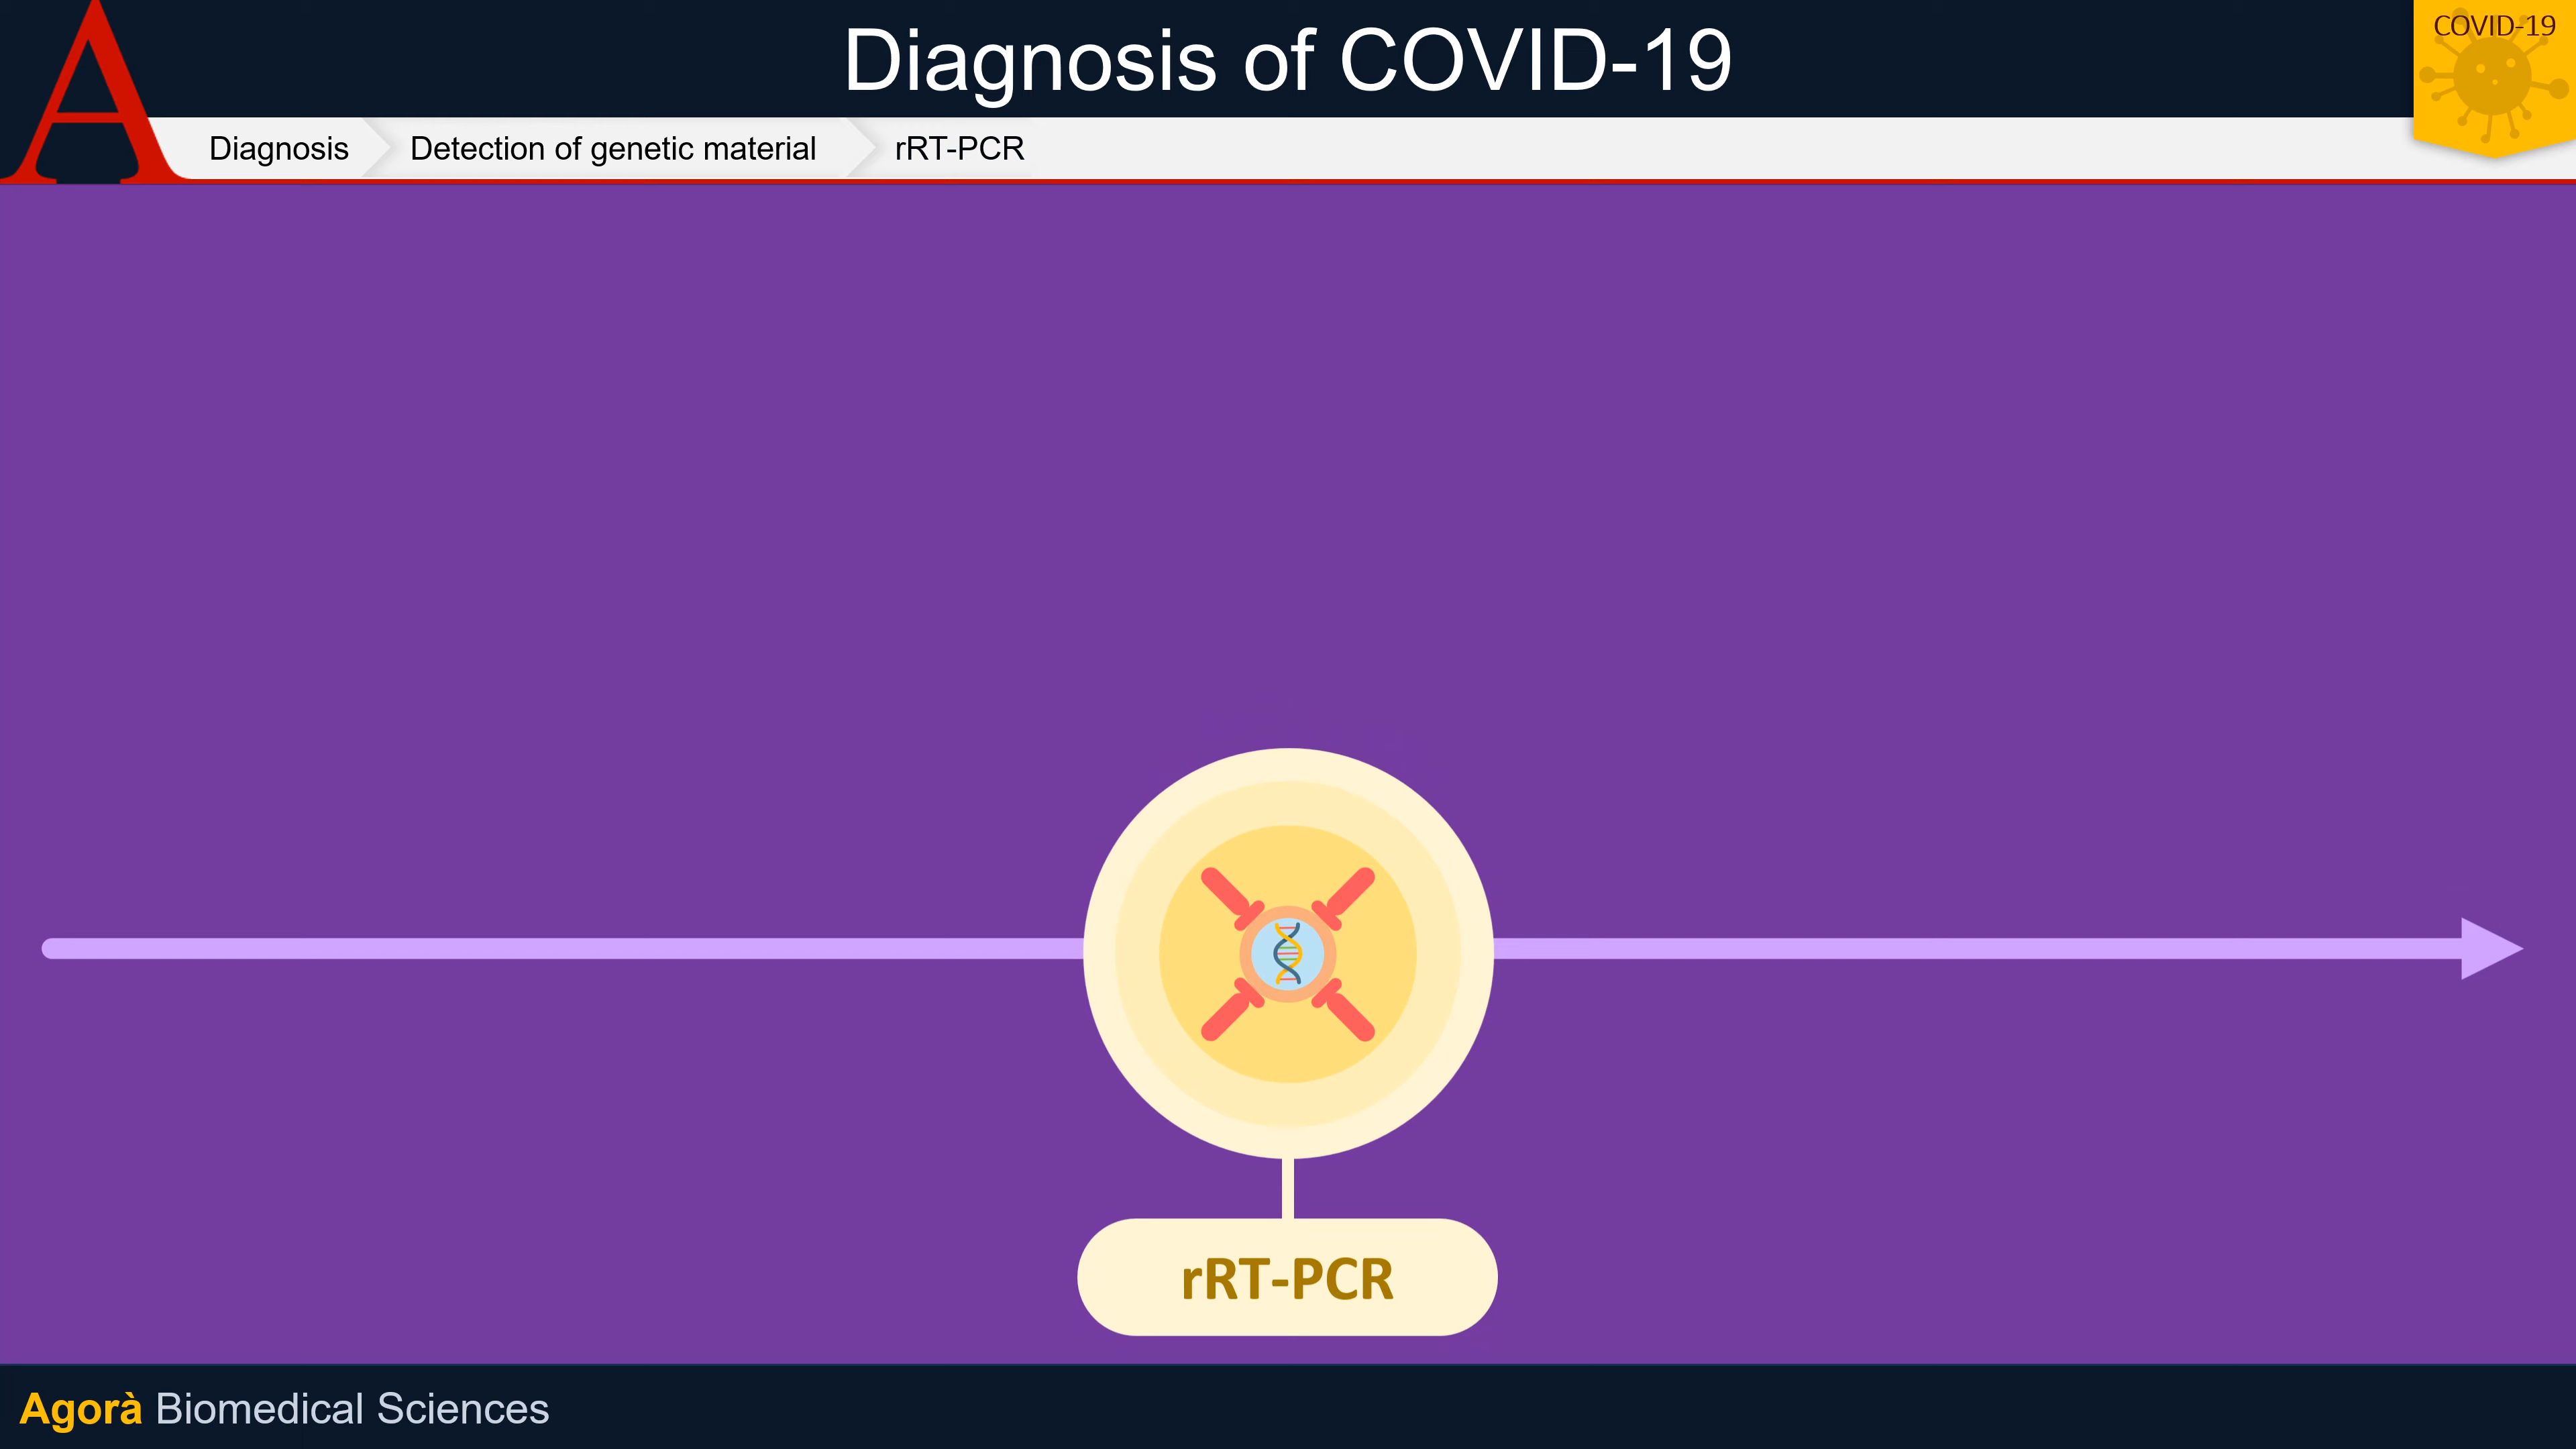 Diagnosis of COVID-19
COVID-19
Diagnosis
Detection of genetic material
rRT-PCR
rRT-PCR
Agorà Biomedical Sciences